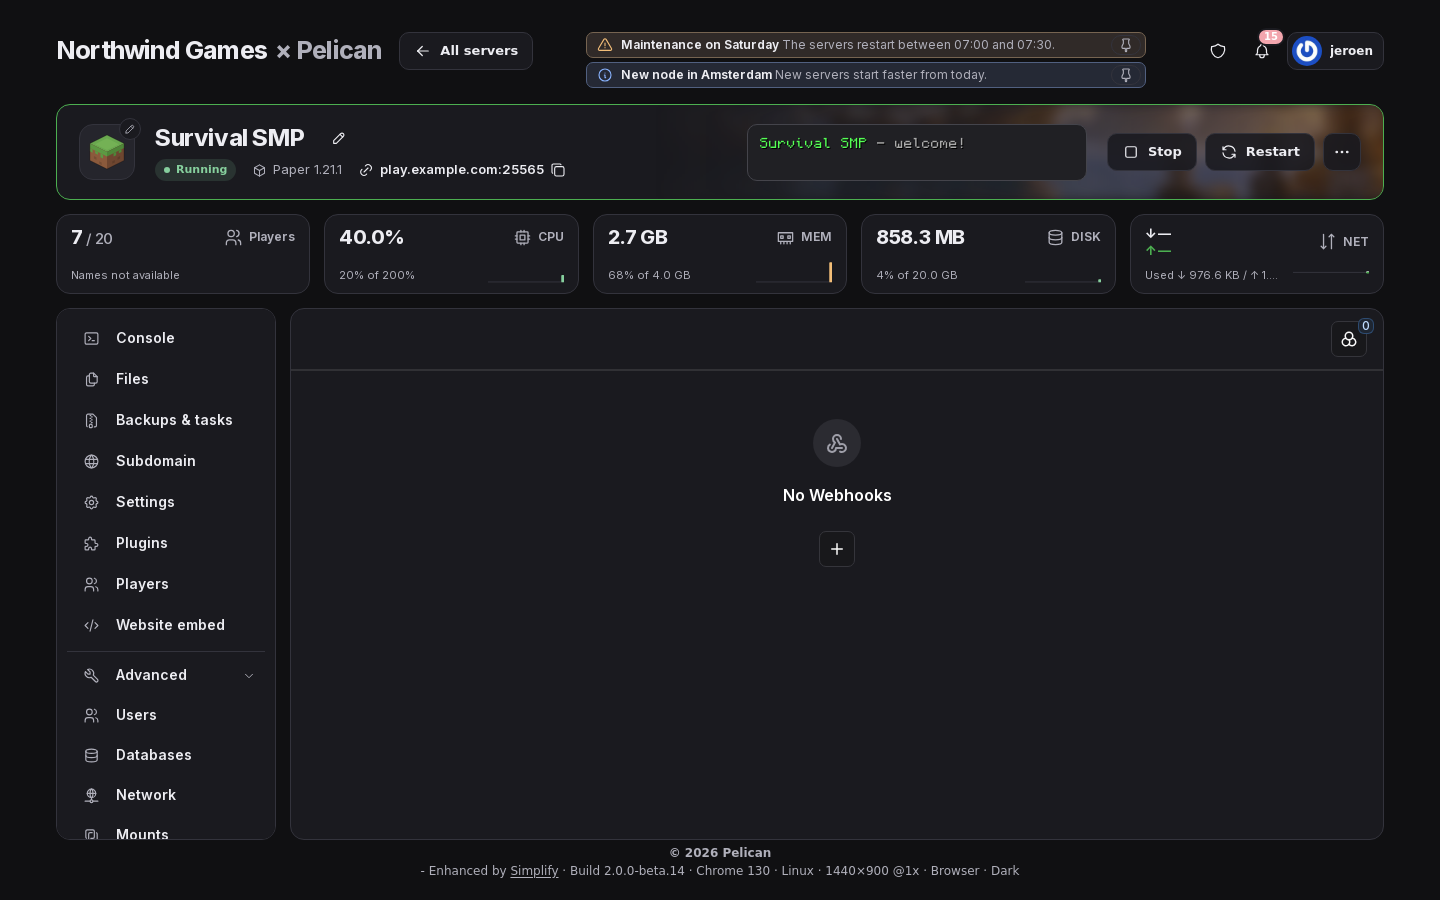 Northwind Games × Pelican
All servers
Maintenance on Saturday The servers restart between 07:00 and 07:30.
New node in Amsterdam New servers start faster from today.
15
jeroen
Survival SMP
Running
Paper 1.21.1
play.example.com:25565
Survival SMP - welcome!
Stop
Restart
7 / 20
Players
Names not available
40.0%
CPU
20% of 200%
2.7 GB
MEM
68% of 4.0 GB
858.3 MB
DISK
4% of 20.0 GB
↓—
↑—
NET
Used ↓ 976.6 KB / ↑ 1....
Console
Files
Backups & tasks
Subdomain
Settings
Plugins
Players
Website embed
Advanced
Users
Databases
Network
Mounts
0
No Webhooks
© 2026 Pelican
- Enhanced by Simplify · Build 2.0.0-beta.14 · Chrome 130 · Linux · 1440×900 @1x · Browser · Dark